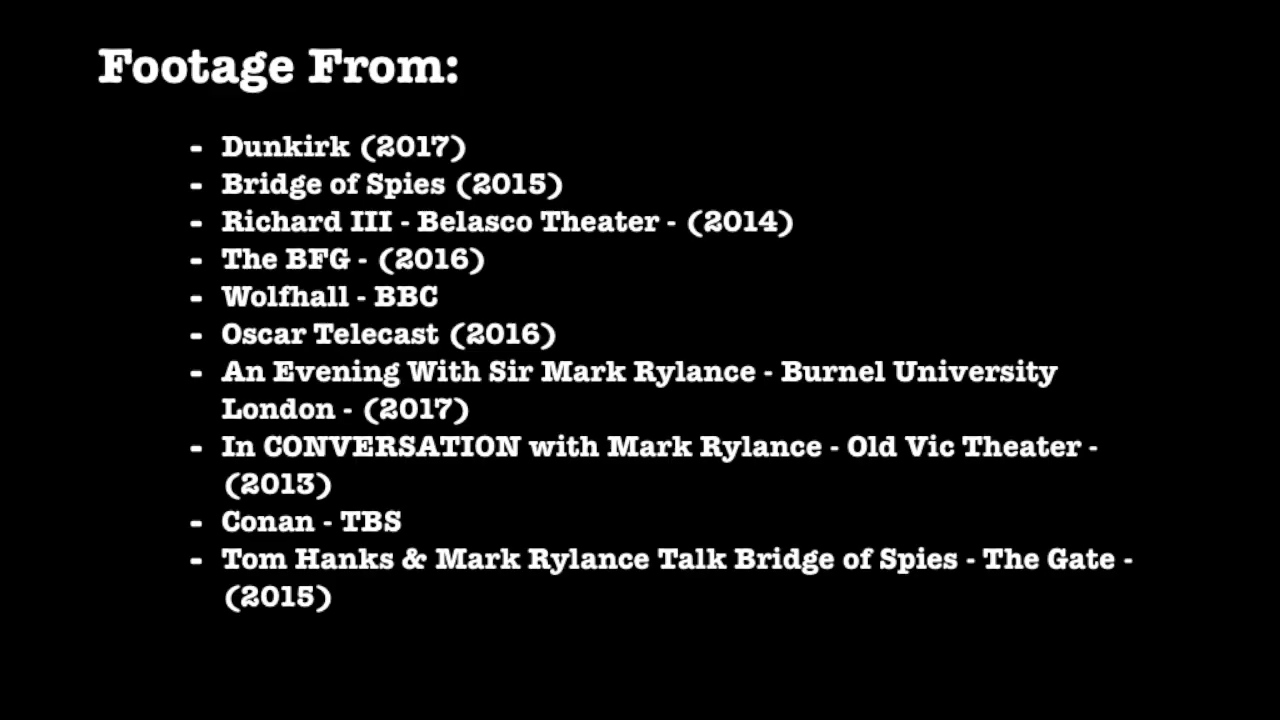 Footage From:
- Dunkirk (2017)
- Bridge of Spies (2015)
- Richard III - Belasco Theater - (2014)
- The BFG - (2016)
- Wolfhall - BBC
- Oscar Telecast (2016)
- An Evening With Sir Mark Rylance - Burnel University
London - (2017)
- In CONVERSATION with Mark Rylance - Old Vic Theater -
(2013)
- Conan - TBS
- Tom Hanks & Mark Rylance Talk Bridge of Spies - The Gate -
(2015)